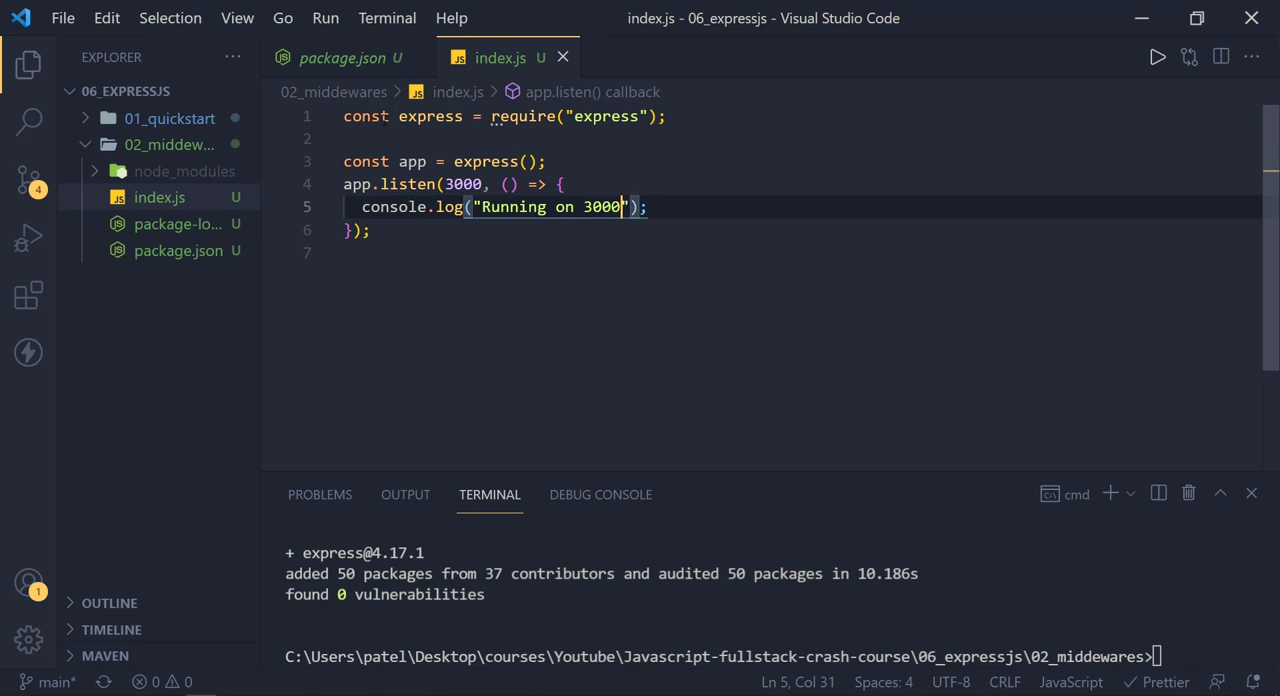 File Edit Selection View Go Run Terminal Help index.js - 06_expressjs - Visual Studio Code
EXPLORER
06_EXPRESSJS
01_quickstart
02_middew...
node_modules
index.js U
package-lo... U
package.json U
OUTLINE
TIMELINE
MAVEN
4
1
package.json U index.js U
02_middewares > index.js > app.listen() callback
1 const express = require("express");
2
3 const app = express();
4 app.listen(3000, () => {
5 console.log("Running on 3000");
6 });
7
PROBLEMS OUTPUT TERMINAL DEBUG CONSOLE cmd
+ express@4.17.1
added 50 packages from 37 contributors and audited 50 packages in 10.186s
found 0 vulnerabilities
C:\Users\patel\Desktop\courses\Youtube\Javascript-fullstack-crash-course\06_expressjs\02_middewares>
main* 0 0 Ln 5, Col 31 Spaces: 4 UTF-8 CRLF JavaScript Prettier